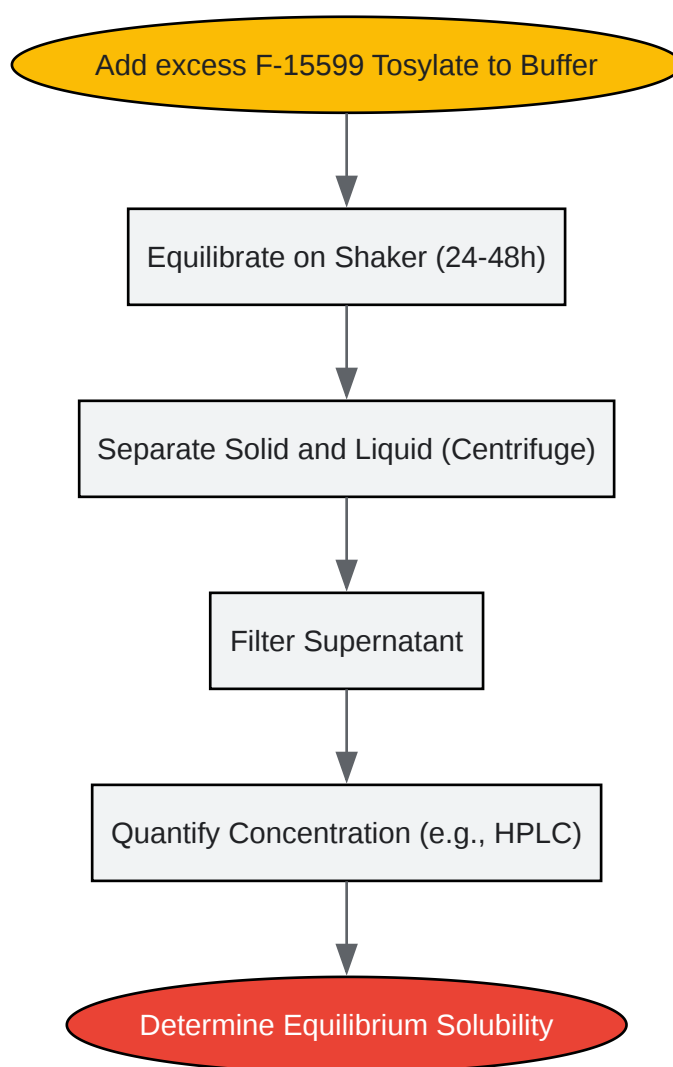 Add excess F-15599 Tosylate to Buffer
Equilibrate on Shaker (24-48h)
Separate Solid and Liquid (Centrifuge)
Filter Supernatant
Quantify Concentration (e.g., HPLC)
Determine Equilibrium Solubility